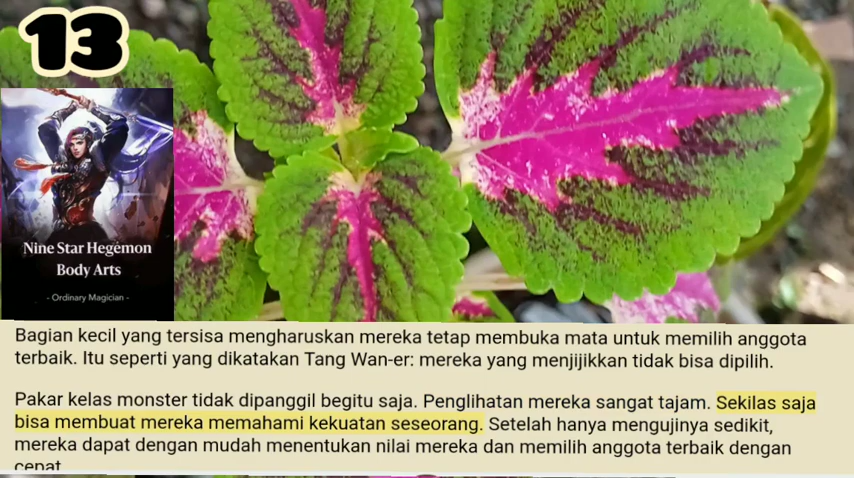 13
Nine Star Hegemon
Body Arts
- Ordinary Magician -
Bagian kecil yang tersisa mengharuskan mereka tetap membuka mata untuk memilih anggota
terbaik. Itu seperti yang dikatakan Tang Wan-er: mereka yang menjijikkan tidak bisa dipilih.
Pakar kelas monster tidak dipanggil begitu saja. Penglihatan mereka sangat tajam. Sekilas saja
bisa membuat mereka memahami kekuatan seseorang. Setelah hanya mengujinya sedikit,
mereka dapat dengan mudah menentukan nilai mereka dan memilih anggota terbaik dengan
cepat